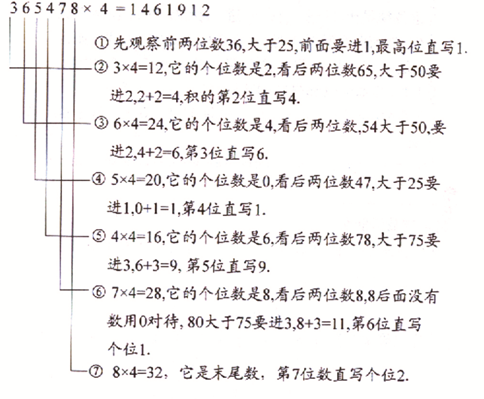 365478×4=1461912
① 先观察前两位数36,大于25,前面要进1,最高位直写1.
② 3×4=12,它的个位数是2,看后两位数65,大于50要
进2,2+2=4,积的第2位直写4.
③ 6×4=24,它的个位数是4,看后两位数,54大于50,要
进2,4+2=6,第3位直写6.
④ 5×4=20,它的个位数是0,看后两位数47,大于25要
进1,0+1=1,第4位直写1.
⑤ 4×4=16,它的个位数是6,看后两位数78,大于75要
进3,6+3=9,第5位直写9.
⑥ 7×4=28,它的个位数是8,看后两位数8,8后面没有
数用0对待,80大于75要进3,8+3=11,第6位直写
个位1.
⑦ 8×4=32，它是末尾数，第7位数直写个位2.